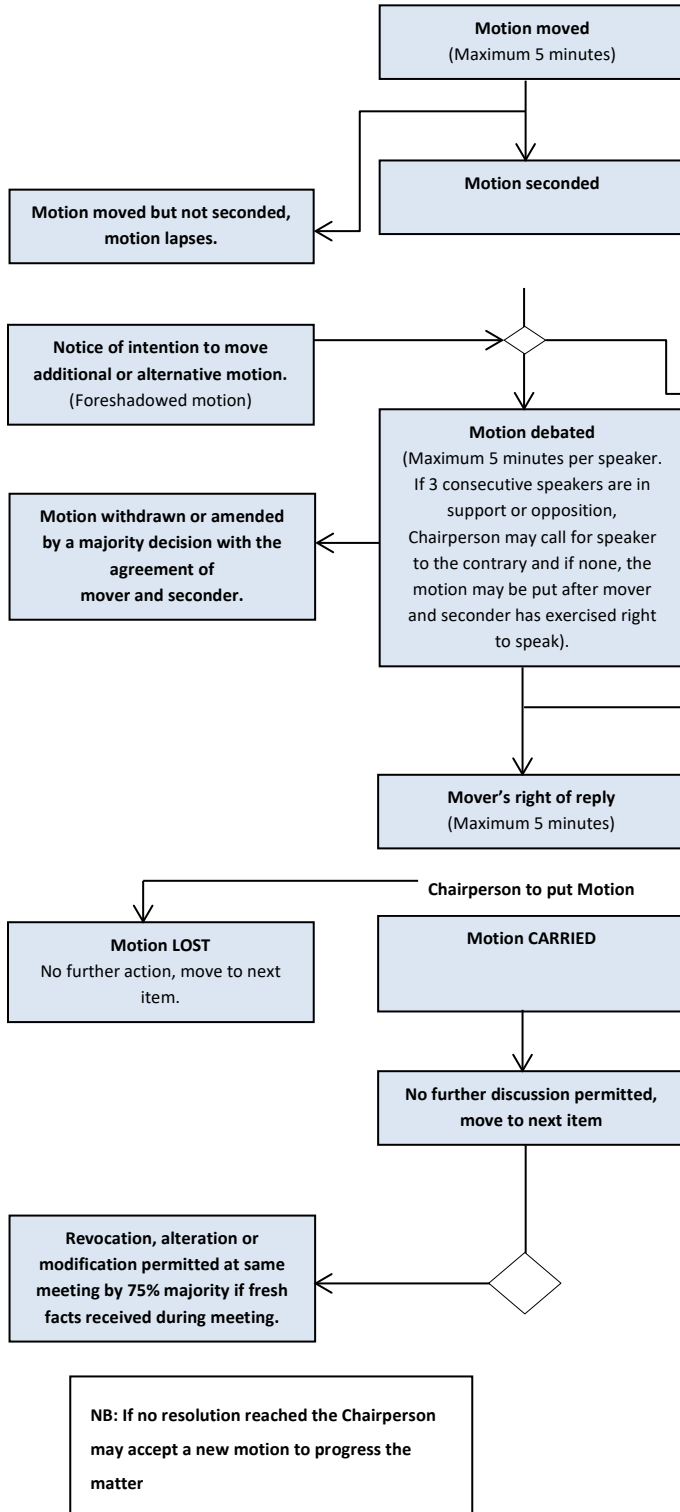 Motion moved
(Maximum 5 minutes)
Motion seconded
Motion moved but not seconded,
motion lapses.
Notice of intention to move
additional or alternative motion.
(Foreshadowed motion)
Motion debated
(Maximum 5 minutes per speaker.
If 3 consecutive speakers are in
support or opposition,
Chairperson may call for speaker
to the contrary and if none, the
motion may be put after mover
and seconder has exercised right
to speak).
Motion withdrawn or amended
by a majority decision with the
agreement of
mover and seconder.
Mover’s right of reply
(Maximum 5 minutes)
Chairperson to put Motion
Motion LOST
No further action, move to next
item.
Motion CARRIED
No further discussion permitted,
move to next item
Revocation, alteration or
modification permitted at same
meeting by 75% majority if fresh
facts received during meeting.
NB: If no resolution reached the Chairperson
may accept a new motion to progress the
matter